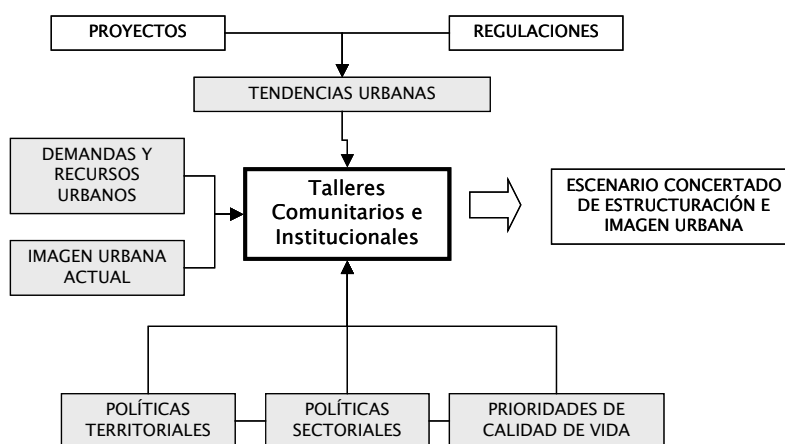 PROYECTOS
REGULACIONES
TENDENCIAS URBANAS
DEMANDAS Y
RECURSOS
URBANOS
IMAGEN URBANA
ACTUAL
Talleres
Comunitarios e
Institucionales
ESCENARIO CONCERTADO
DE ESTRUCTURACIÓN E
IMAGEN URBANA
POLÍTICAS
TERRITORIALES
POLÍTICAS
SECTORIALES
PRIORIDADES DE
CALIDAD DE VIDA